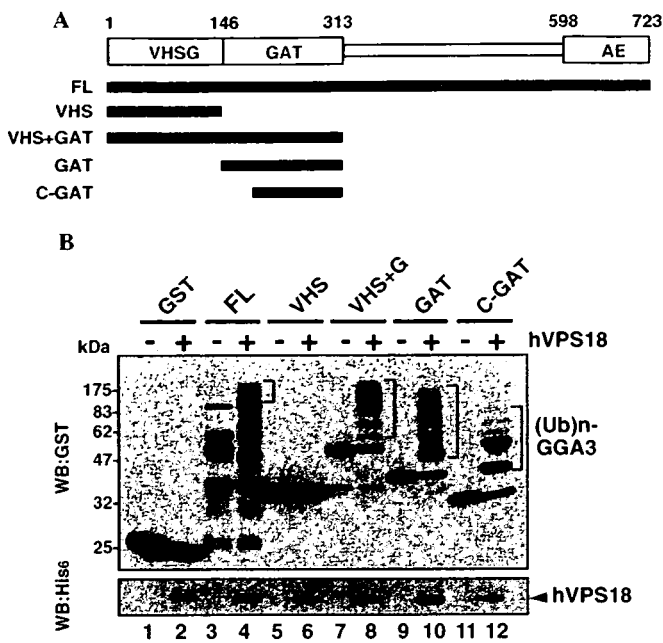 A
1 146 313 598 723
VHSG GAT AE
FL
VHS
VHS+GAT
GAT
C-GAT
B
GST FL VHS VHS+G GAT C-GAT
kDa - + - + - + - + - + - + hVPS18
175
83
62
47
32
25
WB:GST
(Ub)n-
GGA3
WB:His6
hVPS18
1 2 3 4 5 6 7 8 9 10 11 12